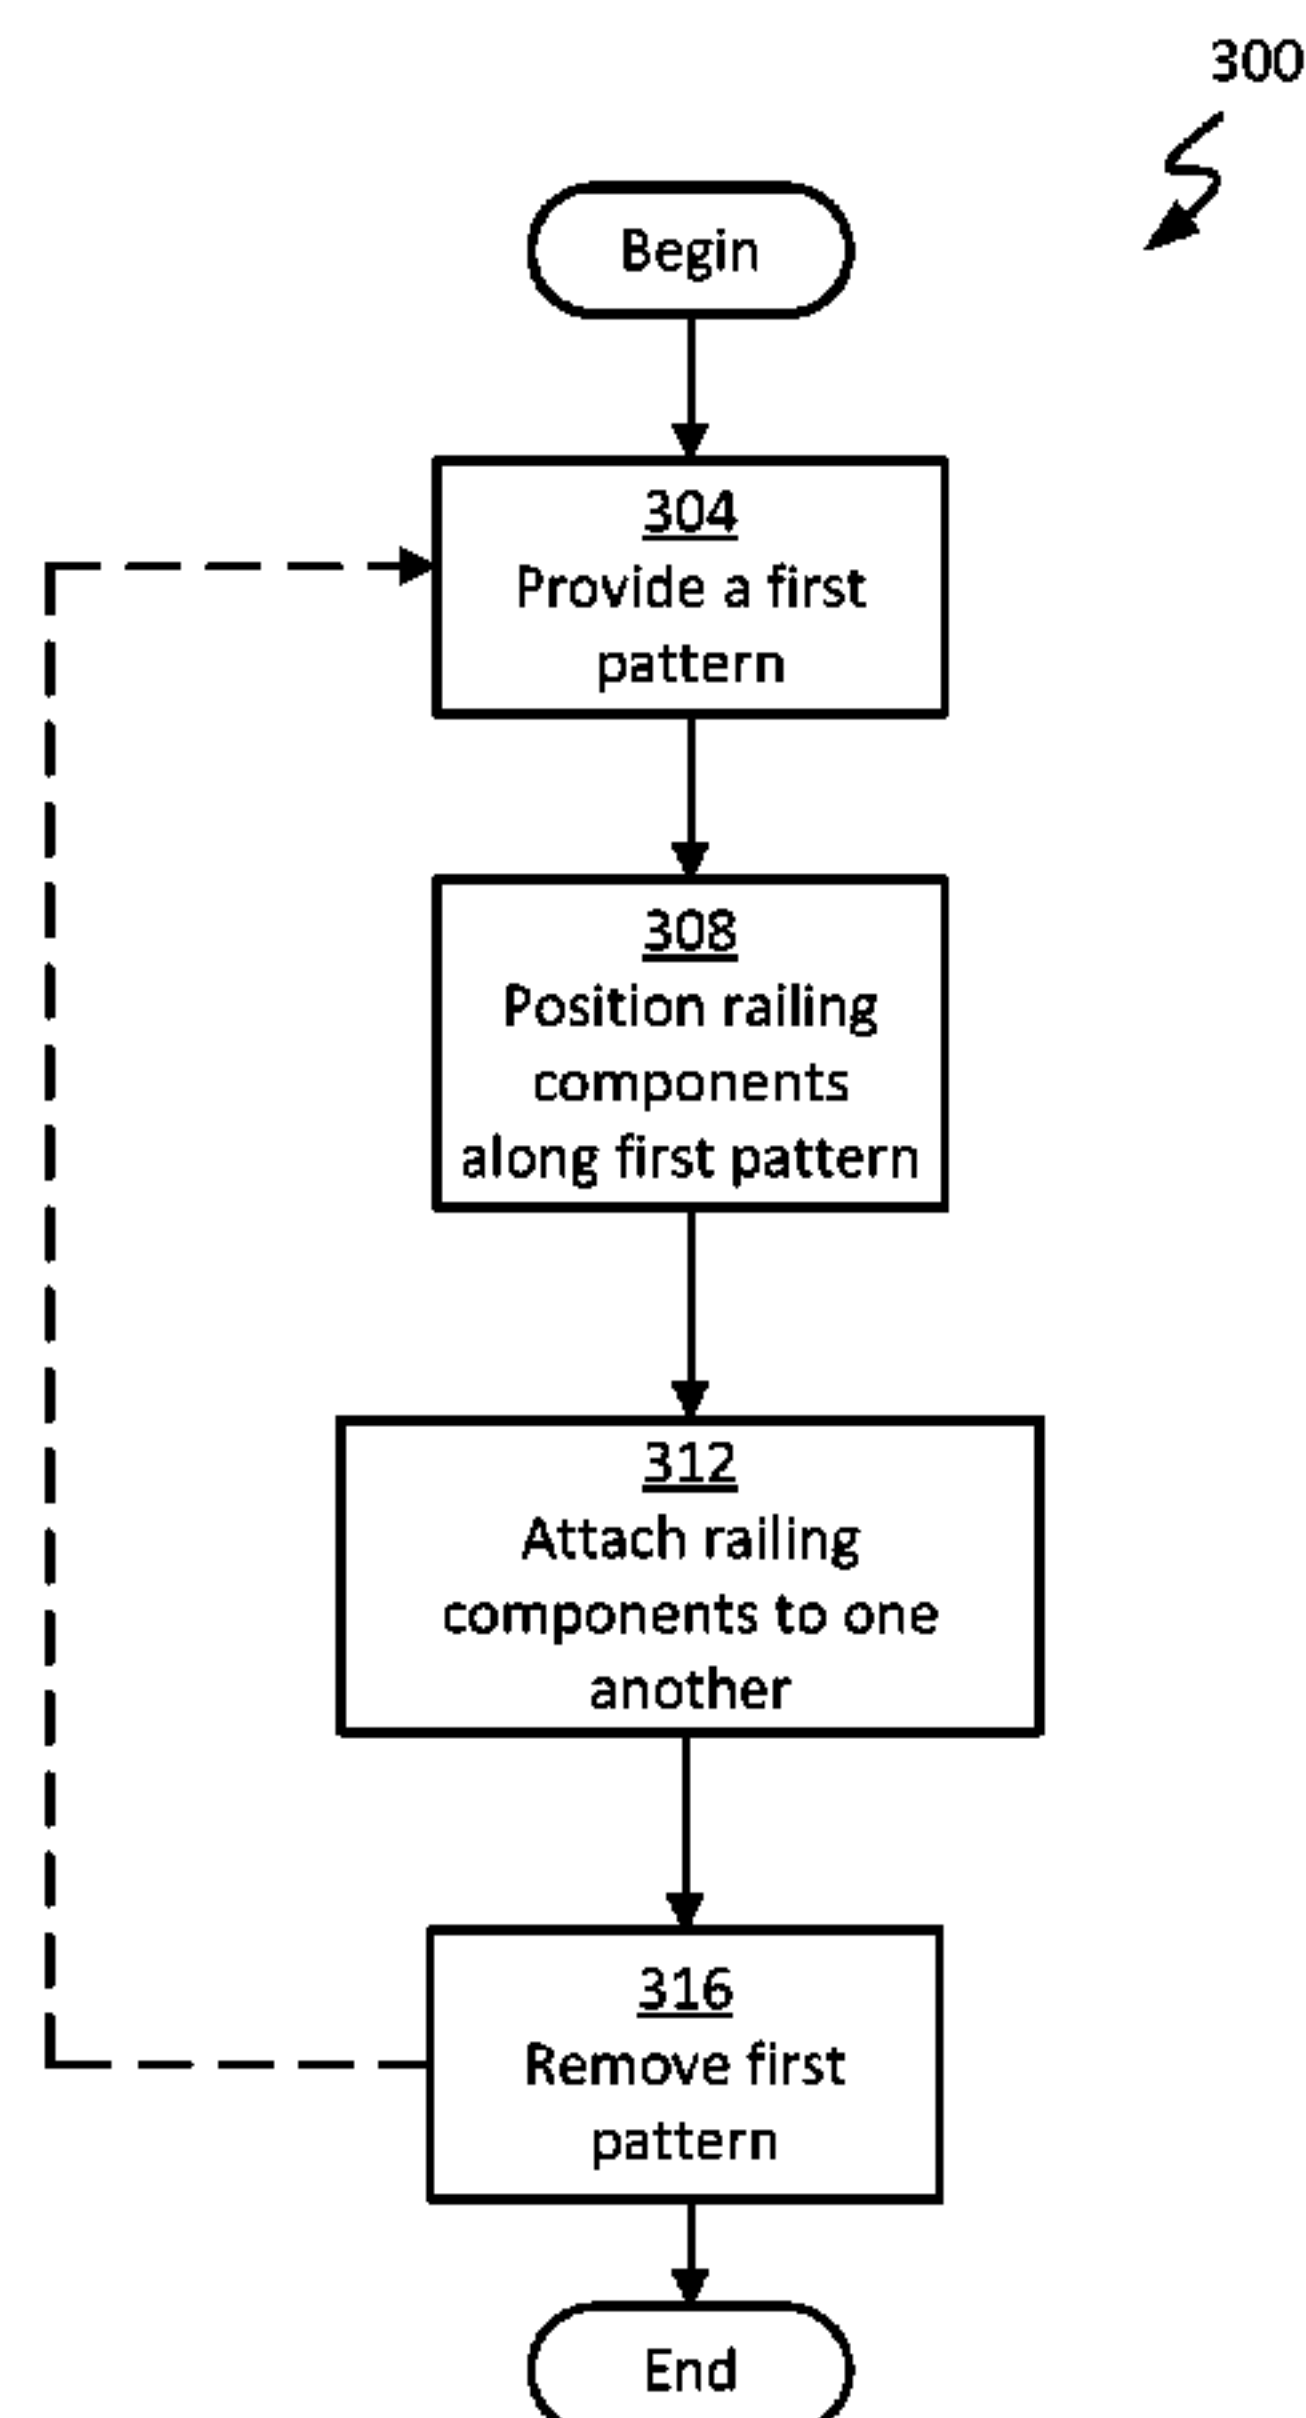 300
Begin
304
Provide a first
pattern
308
Position railing
components
along first pattern
312
Attach railing
components to one
another
316
Remove first
pattern
End